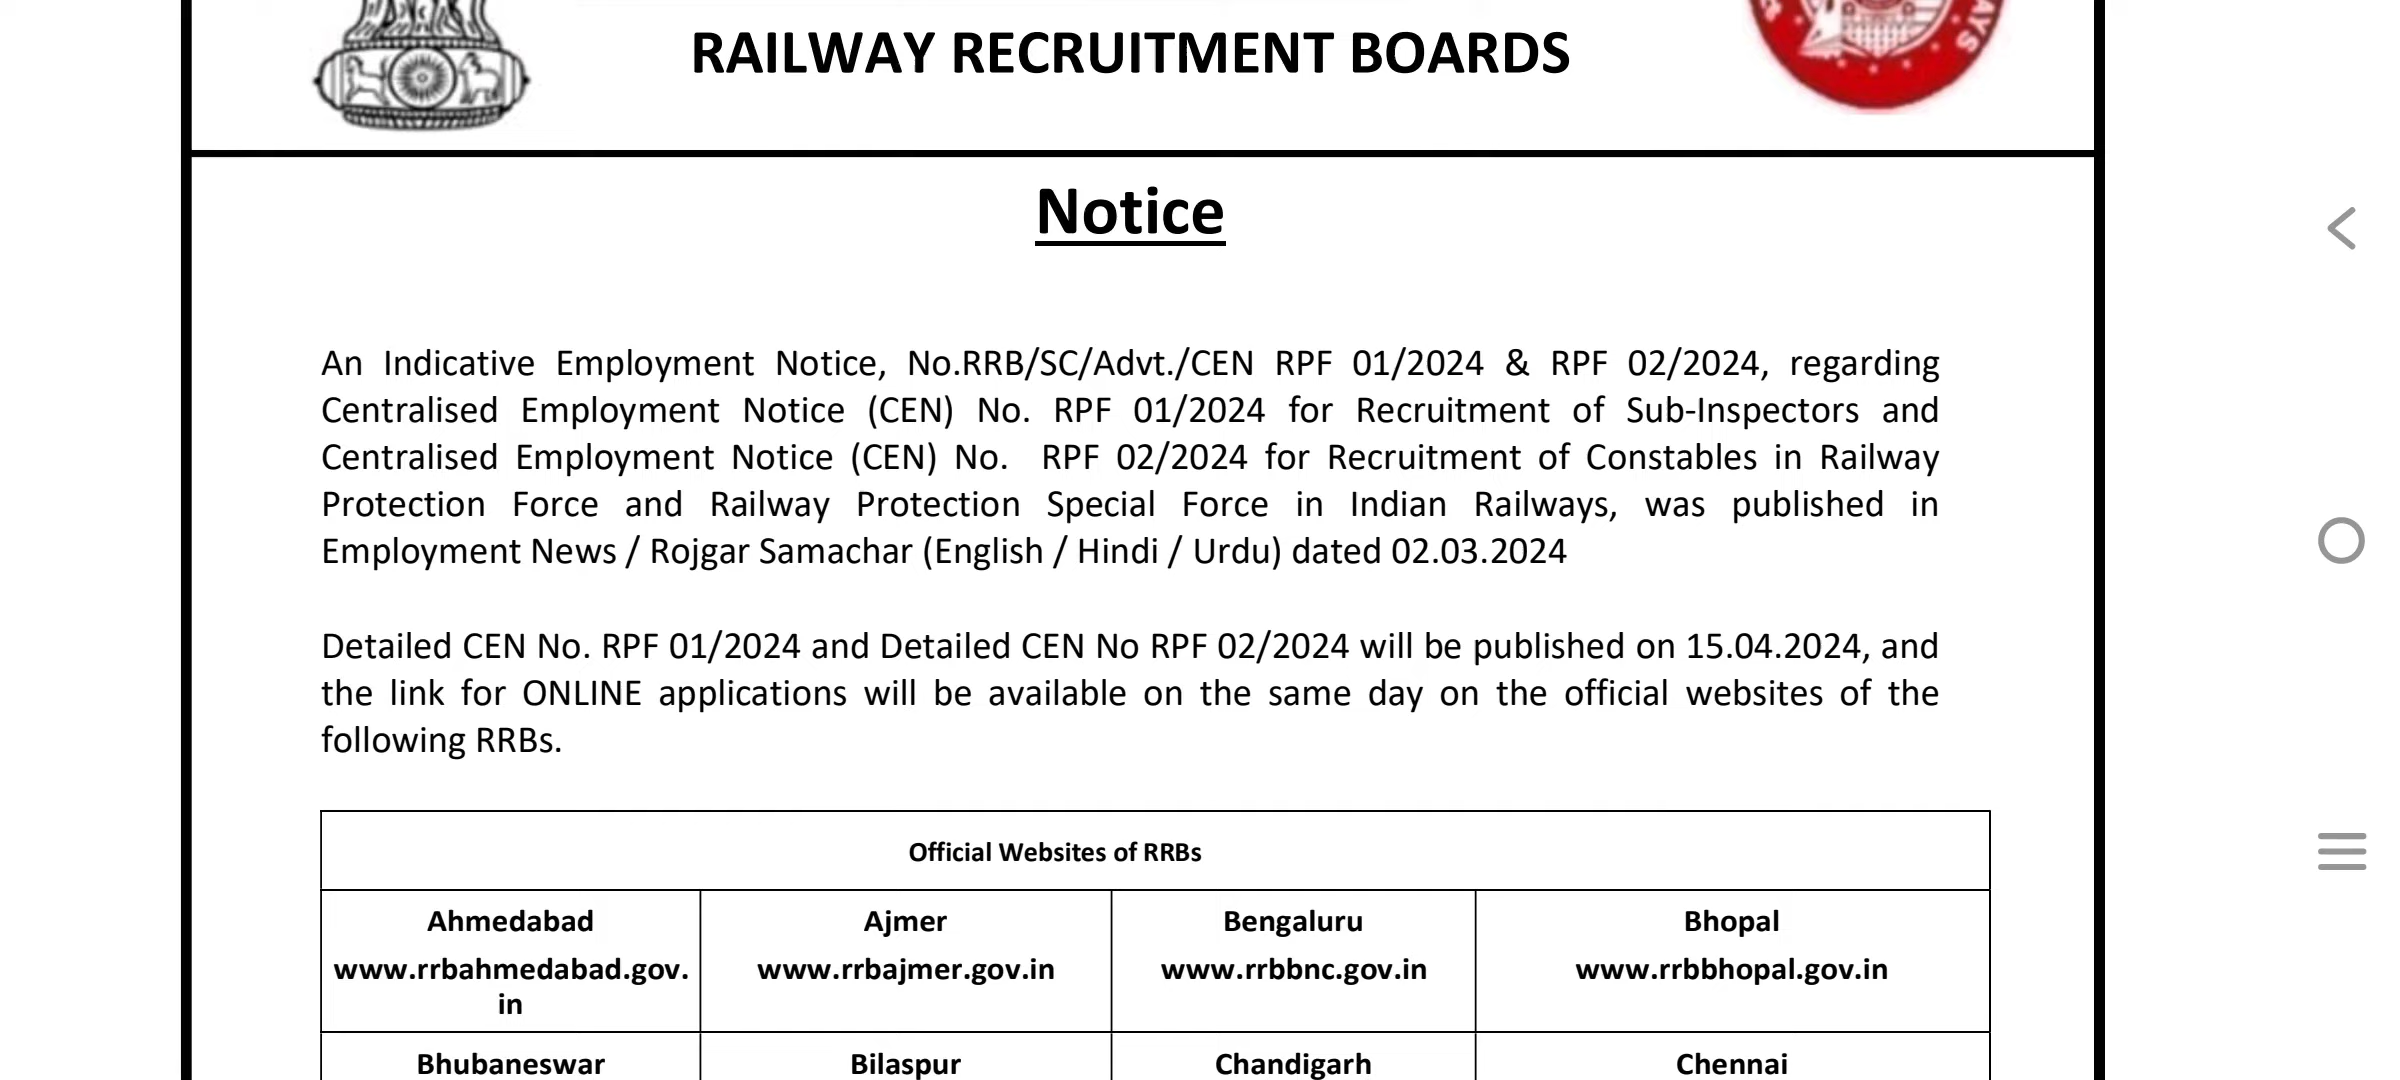 RAILWAY RECRUITMENT BOARDS
AYS
Notice
An Indicative Employment Notice, No.RRB/SC/Advt./CEN RPF 01/2024 & RPF 02/2024, regarding
Centralised Employment Notice (CEN) No. RPF 01/2024 for Recruitment of Sub-Inspectors and
Centralised Employment Notice (CEN) No. RPF 02/2024 for Recruitment of Constables in Railway
Protection Force and Railway Protection Special Force in Indian Railways, was published in
Employment News / Rojgar Samachar (English / Hindi / Urdu) dated 02.03.2024
Detailed CEN No. RPF 01/2024 and Detailed CEN No RPF 02/2024 will be published on 15.04.2024, and
the link for ONLINE applications will be available on the same day on the official websites of the
following RRBs.
Official Websites of RRBs
Ahmedabad Ajmer Bengaluru Bhopal
www.rrbahmedabad.gov. www.rrbajmer.gov.in www.rrbbnc.gov.in www.rrbbhopal.gov.in
in
Bhubaneswar Bilaspur Chandigarh Chennai